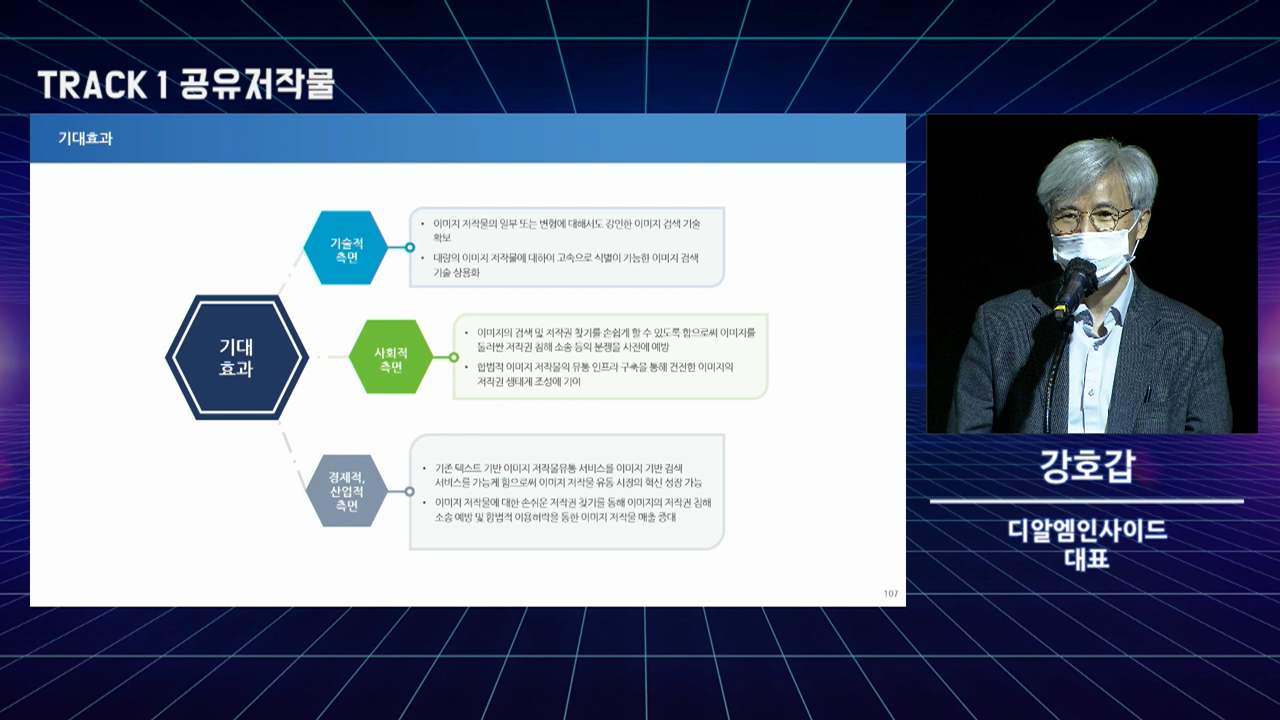 TRACK 1 공유저작물
기대효과
기술적
측면
• 이미지 저작물의 일부 또는 변형에 대해서도 강인한 이미지 검색 기술
확보
• 대량의 이미지 저작물에 대하여 고속으로 식별이 가능한 이미지 검색
기술 상용화
기대
효과
사회적
측면
• 이미지의 검색 및 저작권 찾기를 손쉽게 할 수 있도록 함으로써 이미지를
둘러싼 저작권 침해 소송 등의 분쟁을 사전에 예방
• 합법적 이미지 저작물의 유통 인프라 구축을 통해 건전한 이미지의
저작권 생태계 조성에 기여
경제적,
산업적
측면
• 기존 텍스트 기반 이미지 저작물유통 서비스를 이미지 기반 검색
서비스를 가능케 함으로써 이미지 저작물 유통 시장의 혁신 성장 가능
• 이미지 저작물에 대한 손쉬운 저작권 찾기를 통해 이미지의 저작권 침해
소송 예방 및 합법적 이용허락을 통한 이미지 저작물 매출 증대
107
강호갑
디알엠인사이드
대표